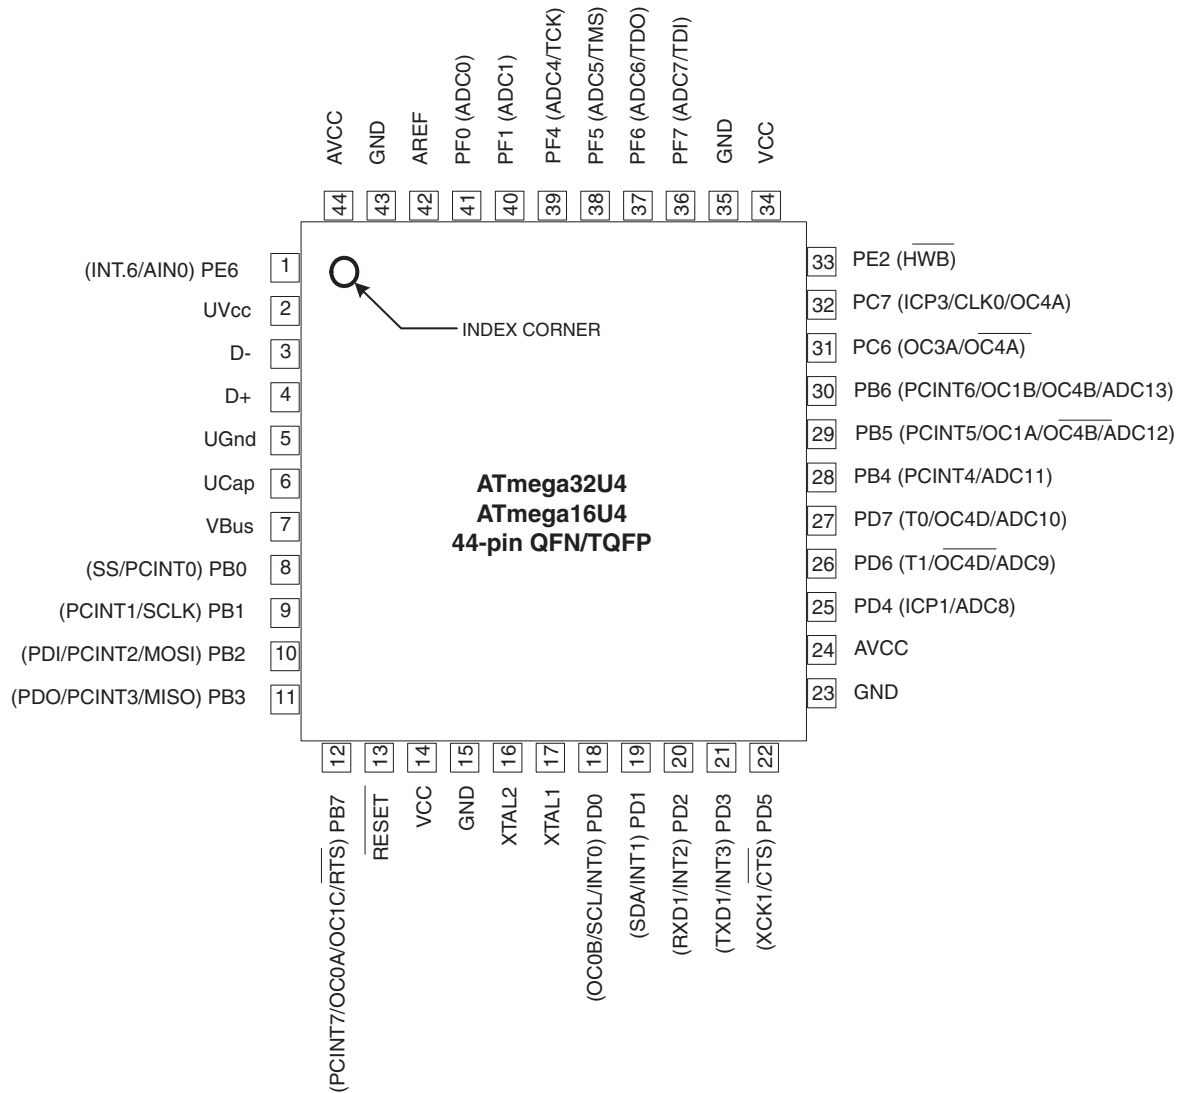 AVCC
GND
AREF
PF0 (ADC0)
PF1 (ADC1)
PF4 (ADC4/TCK)
PF5 (ADC5/TMS)
PF6 (ADC6/TDO)
PF7 (ADC7/TDI)
GND
VCC
44
43
42
41
40
39
38
37
36
35
34
(INT.6/AIN0) PE6 1
UVcc 2
D- 3
D+ 4
UGnd 5
UCap 6
VBus 7
(SS/PCINT0) PB0 8
(PCINT1/SCLK) PB1 9
(PDI/PCINT2/MOSI) PB2 10
(PDO/PCINT3/MISO) PB3 11
INDEX CORNER
ATmega32U4
ATmega16U4
44-pin QFN/TQFP
33 PE2 (HWB)
32 PC7 (ICP3/CLK0/OC4A)
31 PC6 (OC3A/OC4A)
30 PB6 (PCINT6/OC1B/OC4B/ADC13)
29 PB5 (PCINT5/OC1A/OC4B/ADC12)
28 PB4 (PCINT4/ADC11)
27 PD7 (T0/OC4D/ADC10)
26 PD6 (T1/OC4D/ADC9)
25 PD4 (ICP1/ADC8)
24 AVCC
23 GND
12
13
14
15
16
17
18
19
20
21
22
(PCINT7/OC0A/OC1C/RTS) PB7
RESET
VCC
GND
XTAL2
XTAL1
(OC0B/SCL/INT0) PD0
(SDA/INT1) PD1
(RXD1/INT2) PD2
(TXD1/INT3) PD3
(XCK1/CTS) PD5